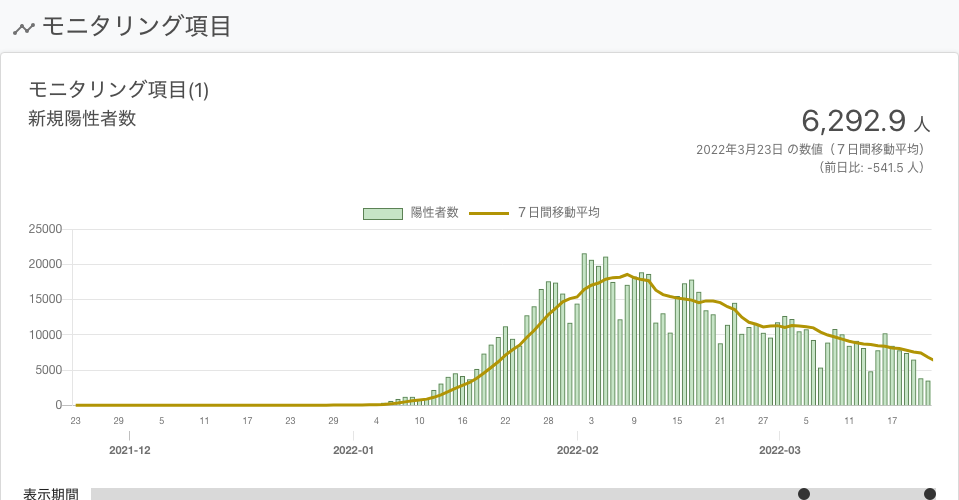 モニタリング項目
モニタリング項目(1)
新規陽性者数
6,292.9 人
2022年3月23日 の数値（７日間移動平均）
（前日比: -541.5 人）
陽性者数 ７日間移動平均
25000
20000
15000
10000
5000
0
23 29 5 11 17 23 29 4 10 16 22 28 3 9 15 21 27 5 11 17
2021-12 2022-01 2022-02 2022-03
表示期間